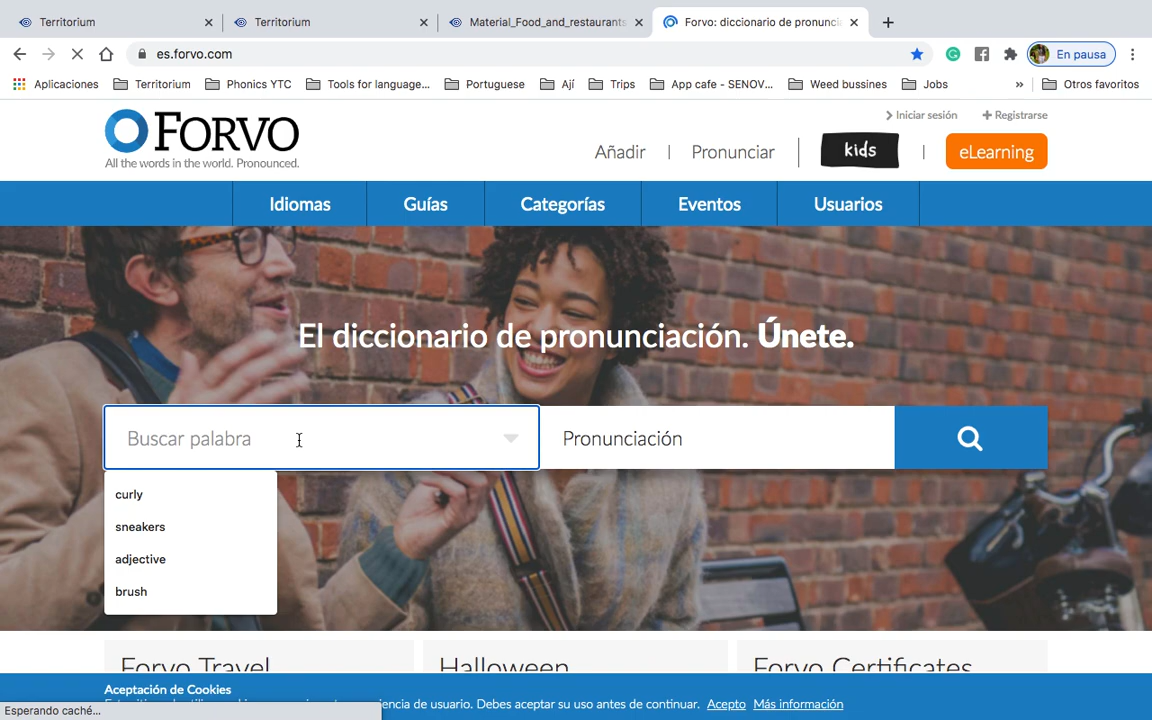 Territorium
Territorium
Material_Food_and_restaurants
Forvo: diccionario de pronunci
es.forvo.com
En pausa
Aplicaciones
Territorium
Phonics YTC
Tools for language...
Portuguese
Ají
Trips
App cafe - SENOV...
Weed bussines
Jobs
»
Otros favoritos
FORVO
All the words in the world. Pronounced.
Iniciar sesión
Registrarse
Añadir
Pronunciar
kids
eLearning
Idiomas
Guías
Categorías
Eventos
Usuarios
El diccionario de pronunciación. Únete.
Buscar palabra
Pronunciación
curly
sneakers
adjective
brush
Forvo Travel
Halloween
Forvo Certificates
Aceptación de Cookies
iencia de usuario. Debes aceptar su uso antes de continuar. Acepto Más información
Esperando caché...